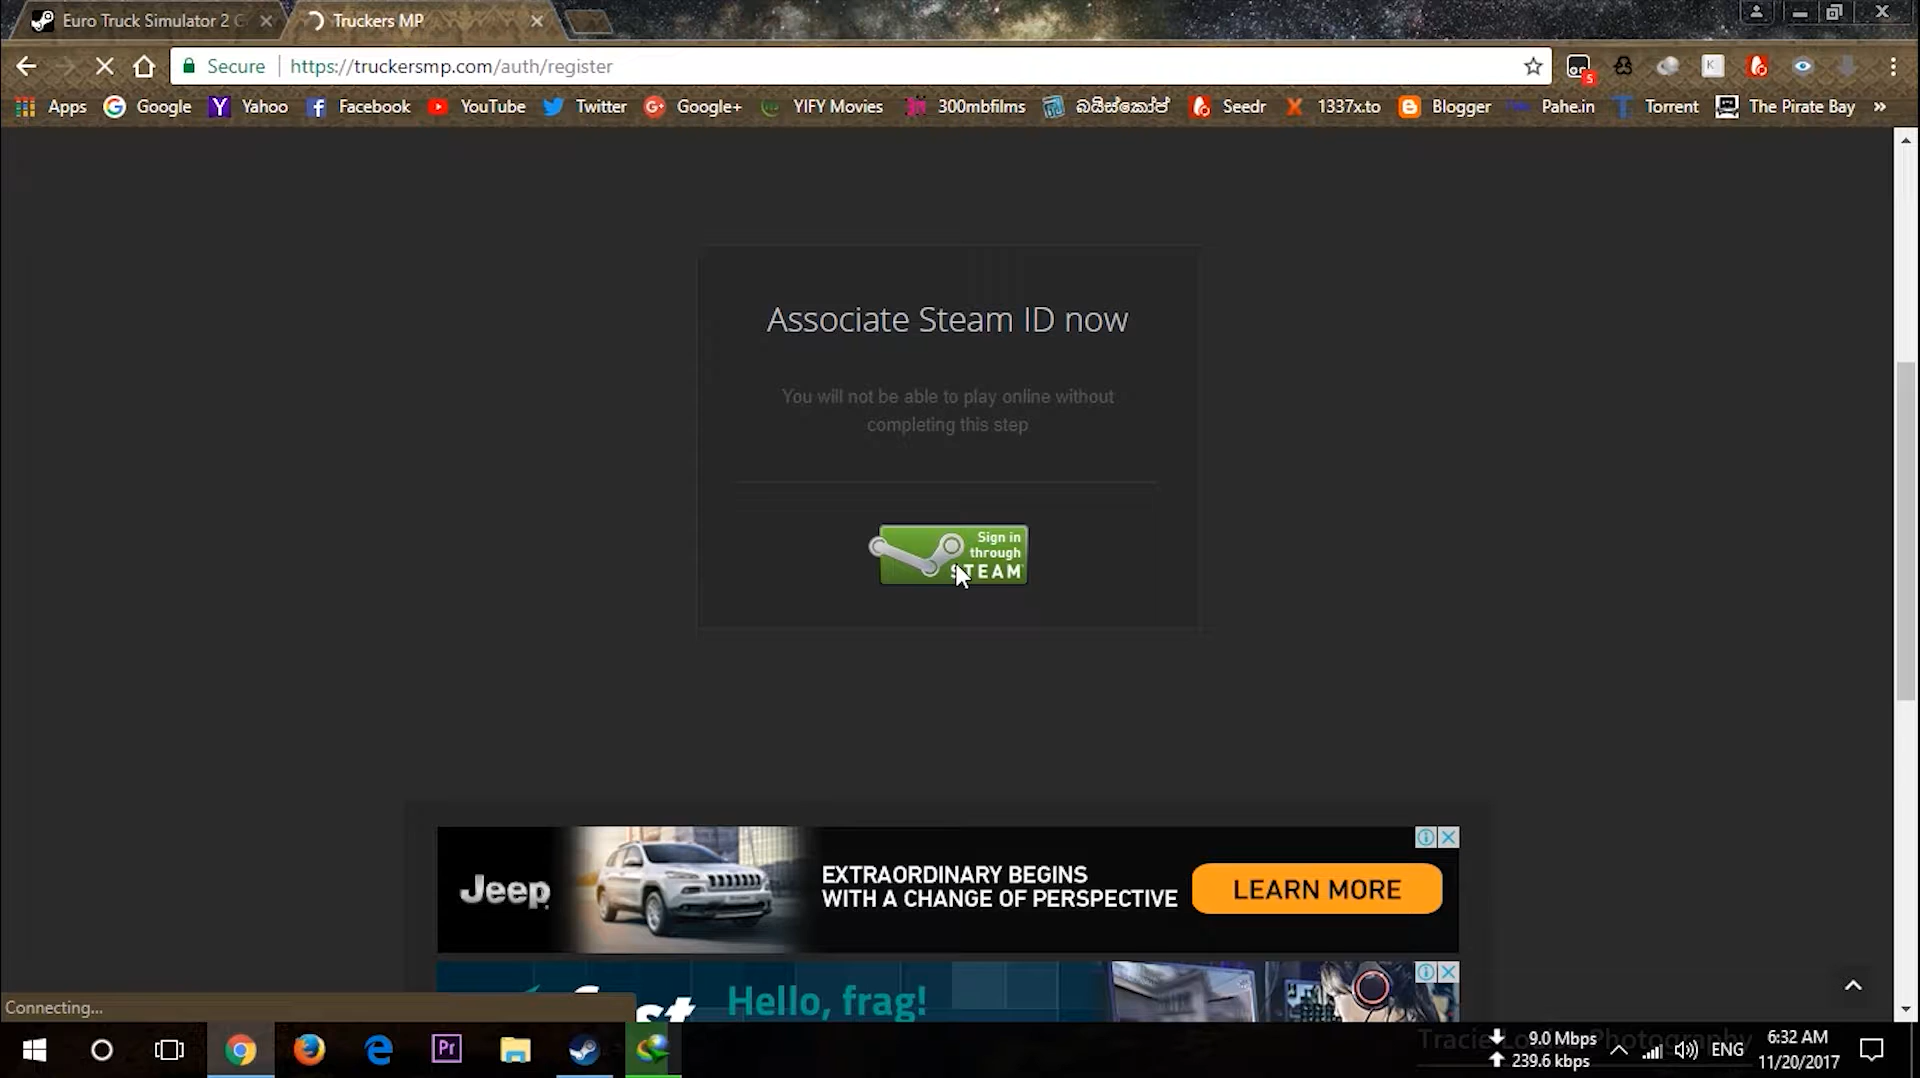 Euro Truck Simulator 2 C
Truckers MP
Secure
https://truckersmp.com/auth/register
5
K
Apps
Google
Yahoo
Facebook
YouTube
Twitter
Google+
YIFY Movies
300mbfilms
බයිස්කෝප්
Seedr
1337x.to
Blogger
Pahe.in
Torrent
The Pirate Bay
»
Associate Steam ID now
You will not be able to play online without
completing this step
Sign in
through
STEAM
Jeep
EXTRAORDINARY BEGINS
WITH A CHANGE OF PERSPECTIVE
LEARN MORE
Hello, frag!
Connecting...
Pr
9.0 Mbps
239.6 kbps
ENG
6:32 AM
11/20/2017